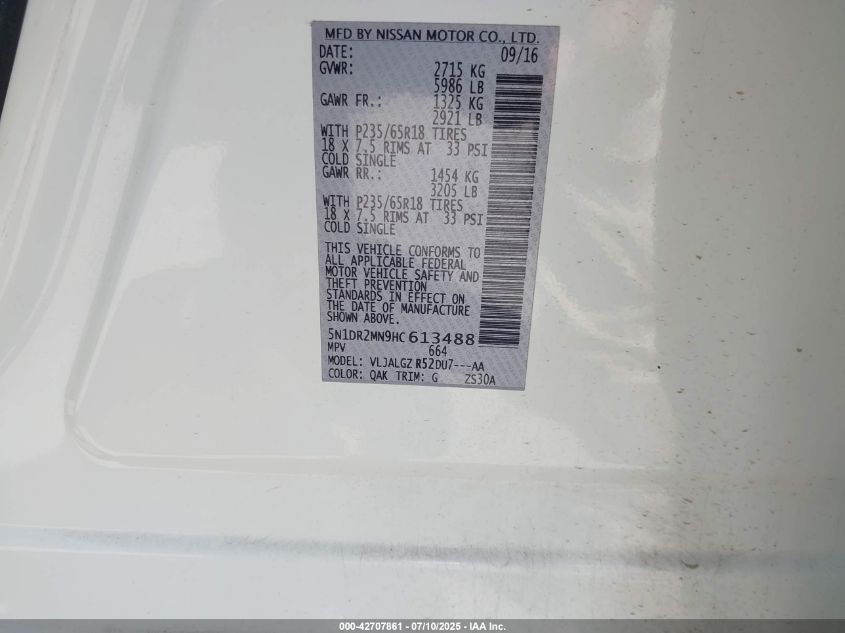 MFD BY NISSAN MOTOR CO., LTD.
DATE: 09/16
GVWR: 2715 KG
5986 LB
GAWR FR.: 1325 KG
2921 LB
WITH P235/65R18 TIRES
18 X 7.5 RIMS AT 33 PSI
COLD SINGLE
GAWR RR.: 1454 KG
3205 LB
WITH P235/65R18 TIRES
18 X 7.5 RIMS AT 33 PSI
COLD SINGLE
THIS VEHICLE CONFORMS TO
ALL APPLICABLE FEDERAL
MOTOR VEHICLE SAFETY AND
THEFT PREVENTION
STANDARDS IN EFFECT ON
THE DATE OF MANUFACTURE
SHOWN ABOVE.
5N1DR2MN9HC613488
MPV 664
MODEL: VLJALGZ R52DU7---AA
COLOR: QAK TRIM: G ZS30A
000-42707861 - 07/10/2025 - IAA Inc.